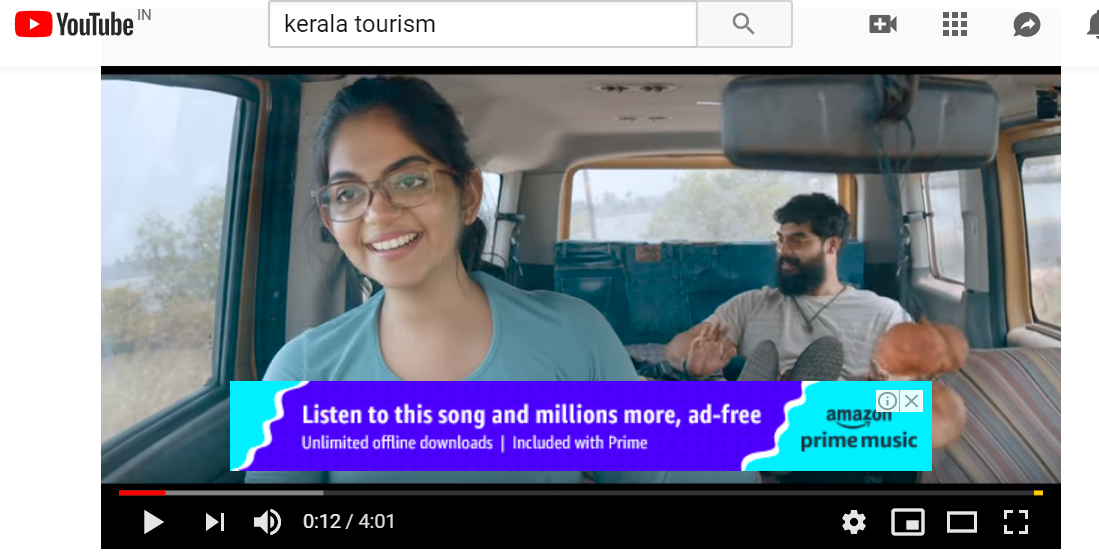 YouTube IN
kerala tourism
Listen to this song and millions more, ad-free
Unlimited offline downloads | Included with Prime
amazon
prime music
0:12 / 4:01